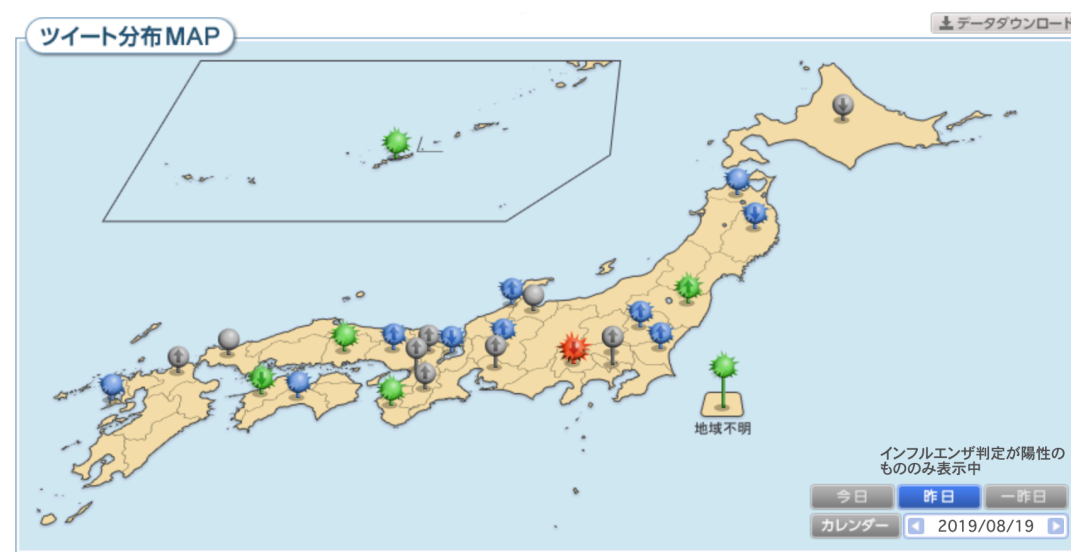 ツイート分布MAP
データダウンロード
地域不明
インフルエンザ判定が陽性の
もののみ表示中
今日
昨日
一昨日
カレンダー
2019/08/19